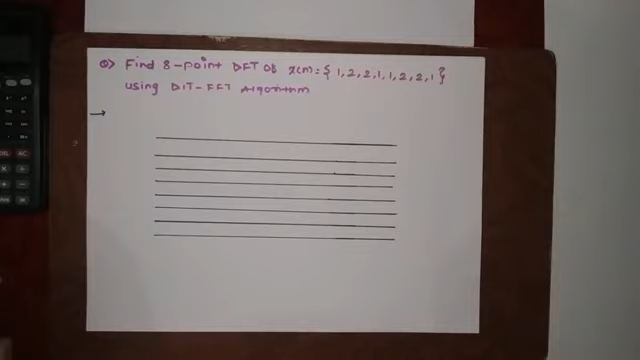 Q) Find 8-point DFT of x(n) = { 1, 2, 2, 1, 1, 2, 2, 1 }
using DIT-FFT Algorithm
→